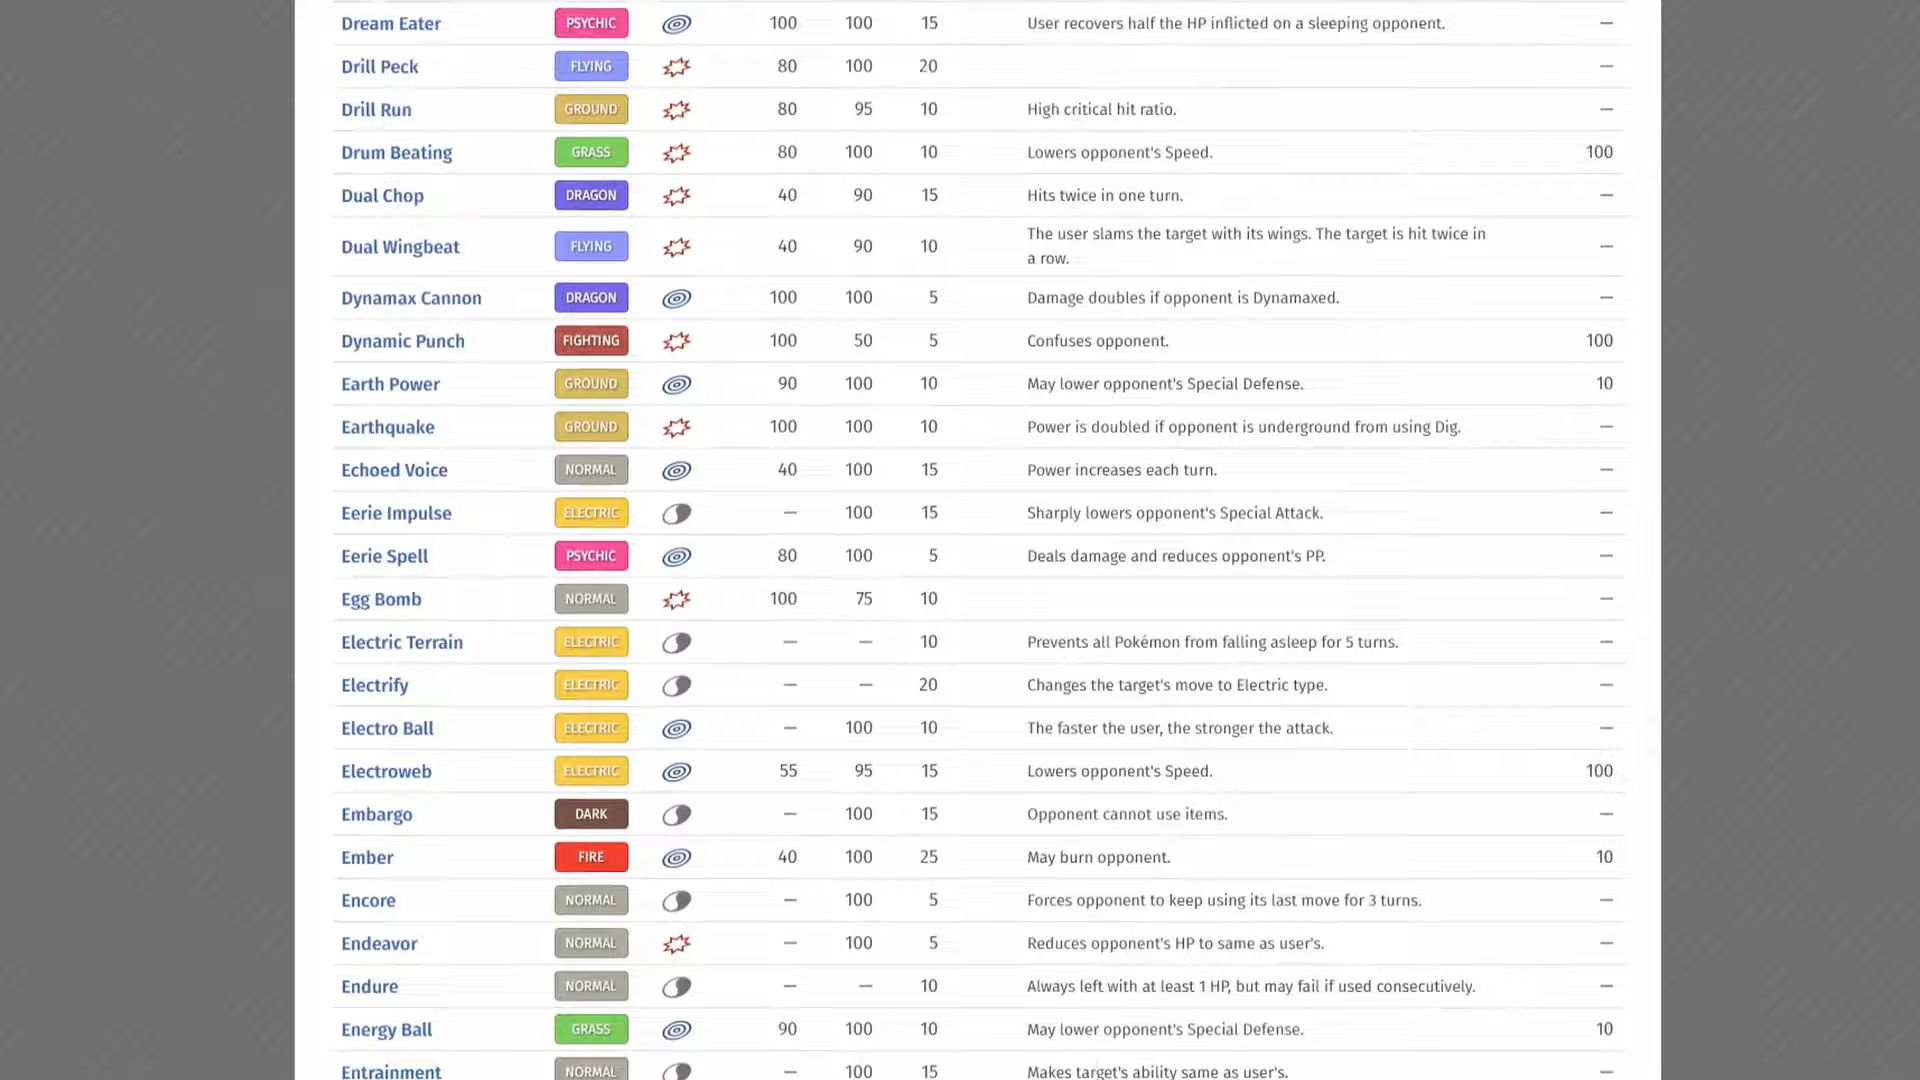 Dream Eater PSYCHIC 100 100 15 User recovers half the HP inflicted on a sleeping opponent. —
Drill Peck FLYING 80 100 20 —
Drill Run GROUND 80 95 10 High critical hit ratio. —
Drum Beating GRASS 80 100 10 Lowers opponent's Speed. 100
Dual Chop DRAGON 40 90 15 Hits twice in one turn. —
Dual Wingbeat FLYING 40 90 10 The user slams the target with its wings. The target is hit twice in —
a row.
Dynamax Cannon DRAGON 100 100 5 Damage doubles if opponent is Dynamaxed. —
Dynamic Punch FIGHTING 100 50 5 Confuses opponent. 100
Earth Power GROUND 90 100 10 May lower opponent's Special Defense. 10
Earthquake GROUND 100 100 10 Power is doubled if opponent is underground from using Dig. —
Echoed Voice NORMAL 40 100 15 Power increases each turn. —
Eerie Impulse ELECTRIC — 100 15 Sharply lowers opponent's Special Attack. —
Eerie Spell PSYCHIC 80 100 5 Deals damage and reduces opponent's PP. —
Egg Bomb NORMAL 100 75 10 —
Electric Terrain ELECTRIC — — 10 Prevents all Pokémon from falling asleep for 5 turns. —
Electrify ELECTRIC — — 20 Changes the target's move to Electric type. —
Electro Ball ELECTRIC — 100 10 The faster the user, the stronger the attack. —
Electroweb ELECTRIC 55 95 15 Lowers opponent's Speed. 100
Embargo DARK — 100 15 Opponent cannot use items. —
Ember FIRE 40 100 25 May burn opponent. 10
Encore NORMAL — 100 5 Forces opponent to keep using its last move for 3 turns. —
Endeavor NORMAL — 100 5 Reduces opponent's HP to same as user's. —
Endure NORMAL — — 10 Always left with at least 1 HP, but may fail if used consecutively. —
Energy Ball GRASS 90 100 10 May lower opponent's Special Defense. 10
Entrainment NORMAL — 100 15 Makes target's ability same as user's. —